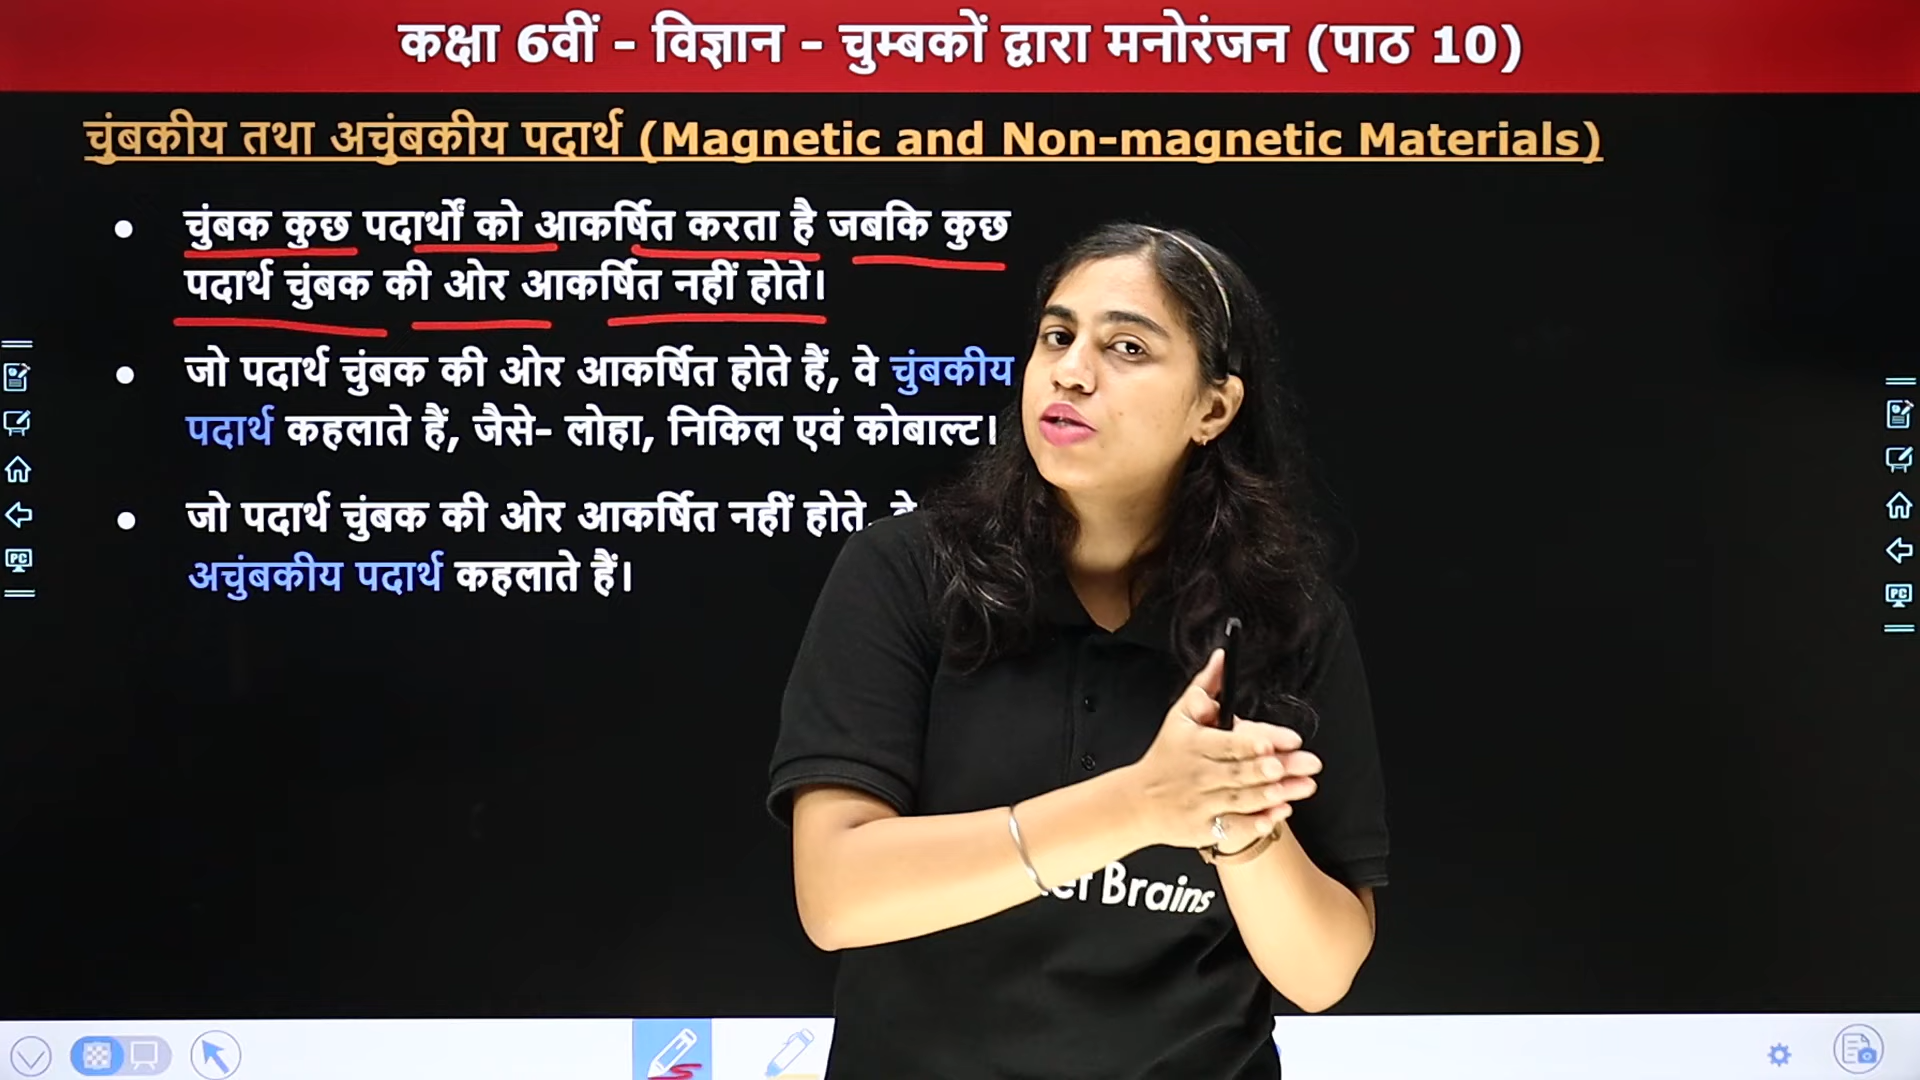 कक्षा 6वीं - विज्ञान - चुम्बकों द्वारा मनोरंजन (पाठ 10)
चुंबकीय तथा अचुंबकीय पदार्थ (Magnetic and Non-magnetic Materials)
चुंबक कुछ पदार्थों को आकर्षित करता है जबकि कुछ
पदार्थ चुंबक की ओर आकर्षित नहीं होते।
जो पदार्थ चुंबक की ओर आकर्षित होते हैं, वे चुंबकीय
पदार्थ कहलाते हैं, जैसे- लोहा, निकिल एवं कोबाल्ट।
जो पदार्थ चुंबक की ओर आकर्षित नहीं होते, वे
अचुंबकीय पदार्थ कहलाते हैं।
Brains
PC
PC